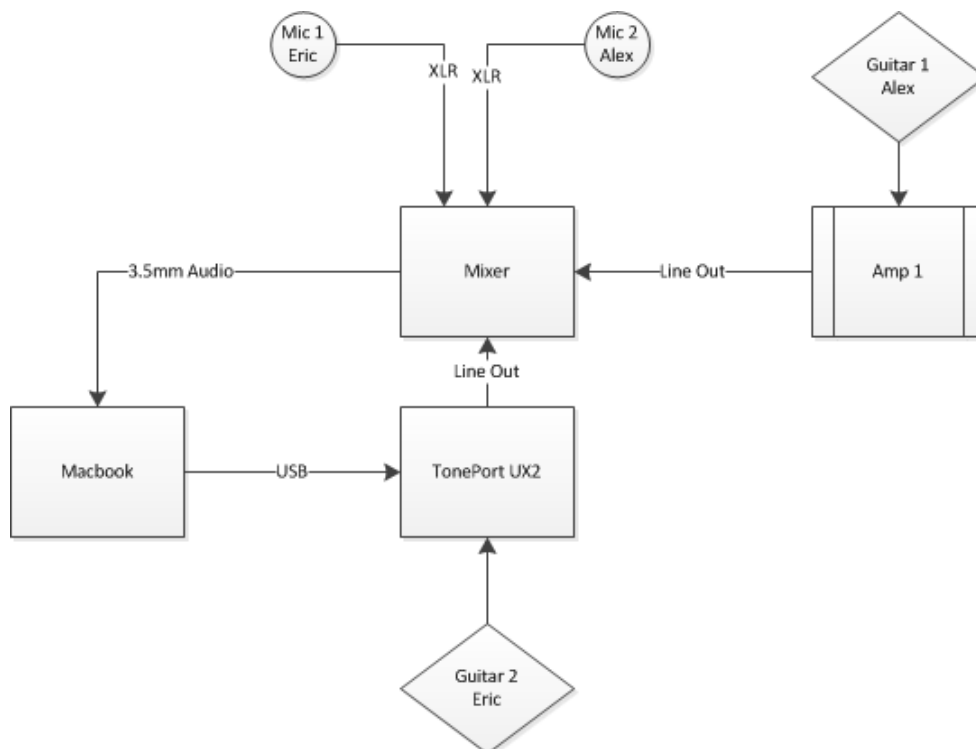 Mic 1
Eric
Mic 2
Alex
Guitar 1
Alex
XLR
XLR
3.5mm Audio
Mixer
Line Out
Amp 1
Line Out
Macbook
USB
TonePort UX2
Guitar 2
Eric